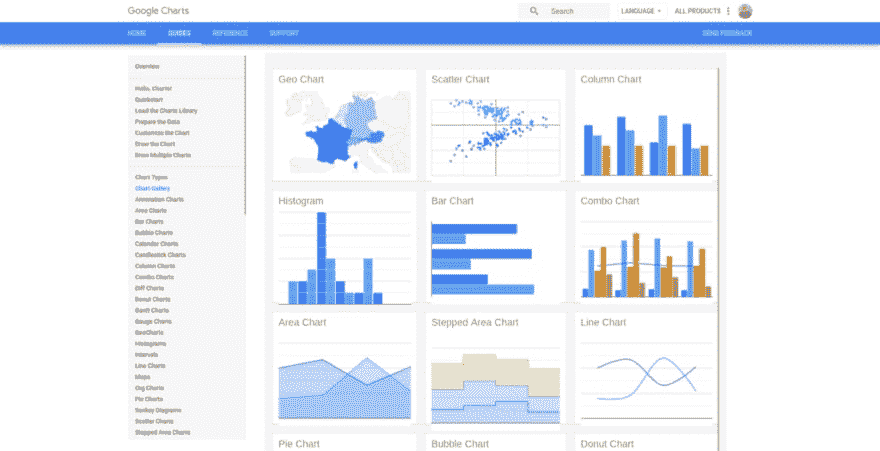 Google Charts
Search
LANGUAGE
ALL PRODUCTS
HOME
GUIDES
REFERENCE
SUPPORT
SEND FEEDBACK
Overview
Hello, Charts!
Quickstart
Load the Charts Library
Prepare the Data
Customize the Chart
Draw the Chart
Draw Multiple Charts
Chart Types
Chart Gallery
Annotation Charts
Area Charts
Bar Charts
Bubble Charts
Calendar Charts
Candlestick Charts
Column Charts
Combo Charts
Diff Charts
Donut Charts
Gantt Charts
Gauge Charts
GeoCharts
Histograms
Intervals
Line Charts
Maps
Org Charts
Pie Charts
Sankey Diagrams
Scatter Charts
Stepped Area Charts
Geo Chart
Scatter Chart
Column Chart
Histogram
Bar Chart
Combo Chart
Area Chart
Stepped Area Chart
Line Chart
Pie Chart
Bubble Chart
Donut Chart